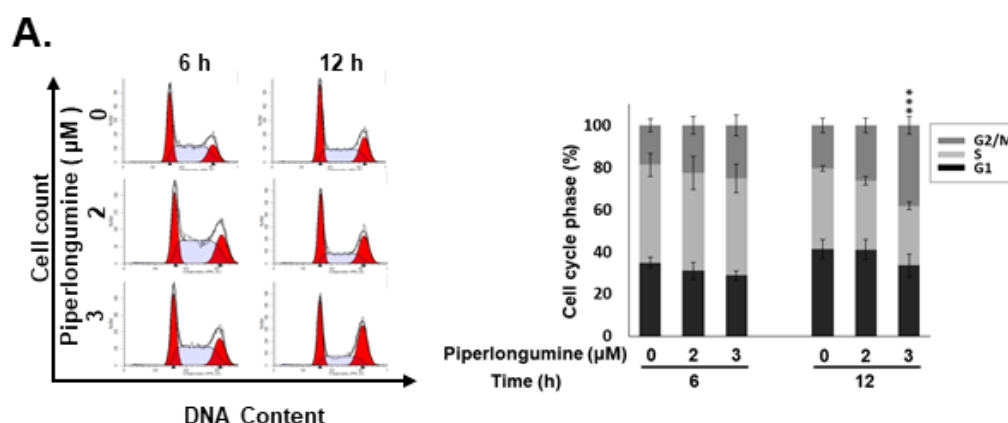 A.
6 h
12 h
Cell count
Piperlongumine ( µM )
0
2
3
DNA Content
Cell cycle phase (%)
100
80
60
40
20
0
***
G2/M
S
G1
Piperlongumine (µM)
0
2
3
0
2
3
Time (h)
6
12